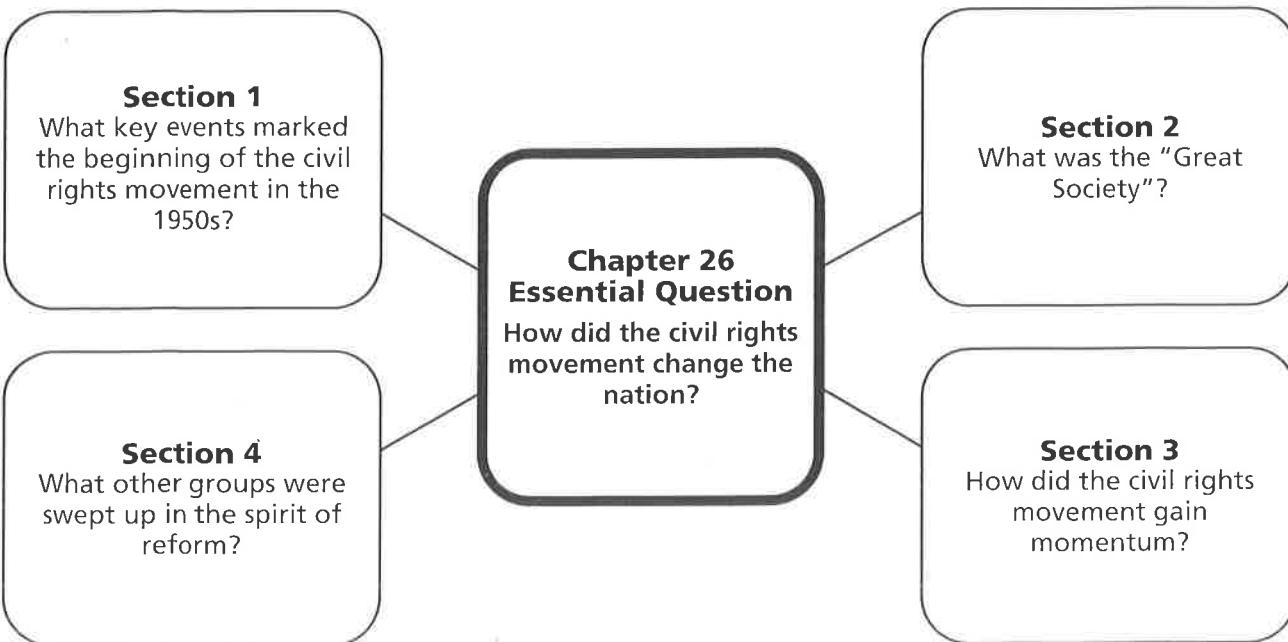 Section 1
What key events marked
the beginning of the civil
rights movement in the
1950s?
Section 2
What was the “Great
Society”?
Chapter 26
Essential Question
How did the civil rights
movement change the
nation?
Section 4
What other groups were
swept up in the spirit of
reform?
Section 3
How did the civil rights
movement gain
momentum?